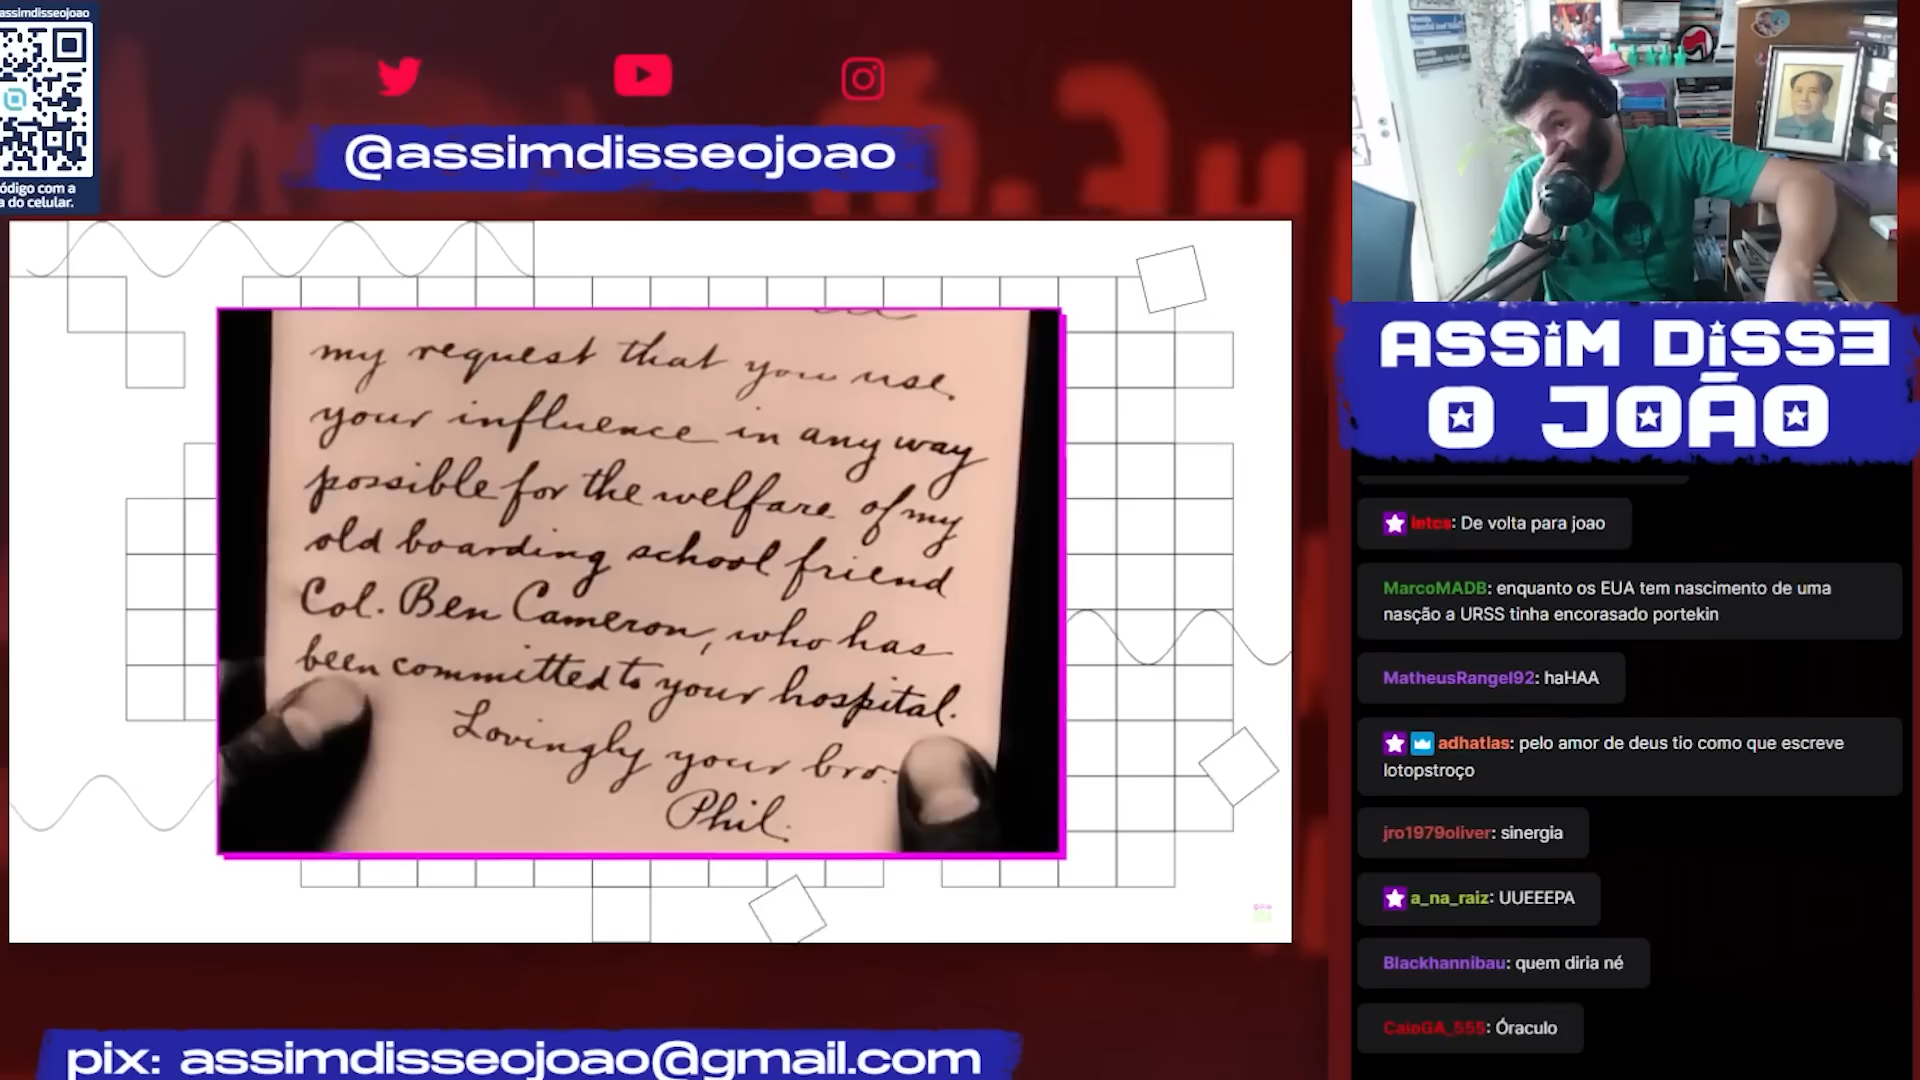 assimdisseojoao
ódigo com a
a do celular.
@assimdisseojoao
my request that you use
your influence in any way
possible for the welfare of my
old boarding school friend
Col. Ben Cameron, who has
been committed to your hospital.
Lovingly your bro.
Phil.
pix: assimdisseojoao@gmail.com
ASSIM DISSE
O JOÃO
letcs: De volta para joao
MarcoMADB: enquanto os EUA tem nascimento de uma
nasção a URSS tinha encorasado portekin
MatheusRangel92: haHAA
adhatlas: pelo amor de deus tio como que escreve
lotopstroço
jro1979oliver: sinergia
a_na_raiz: UUEEEPA
Blackhannibau: quem diria né
CaioGA_555: Óraculo